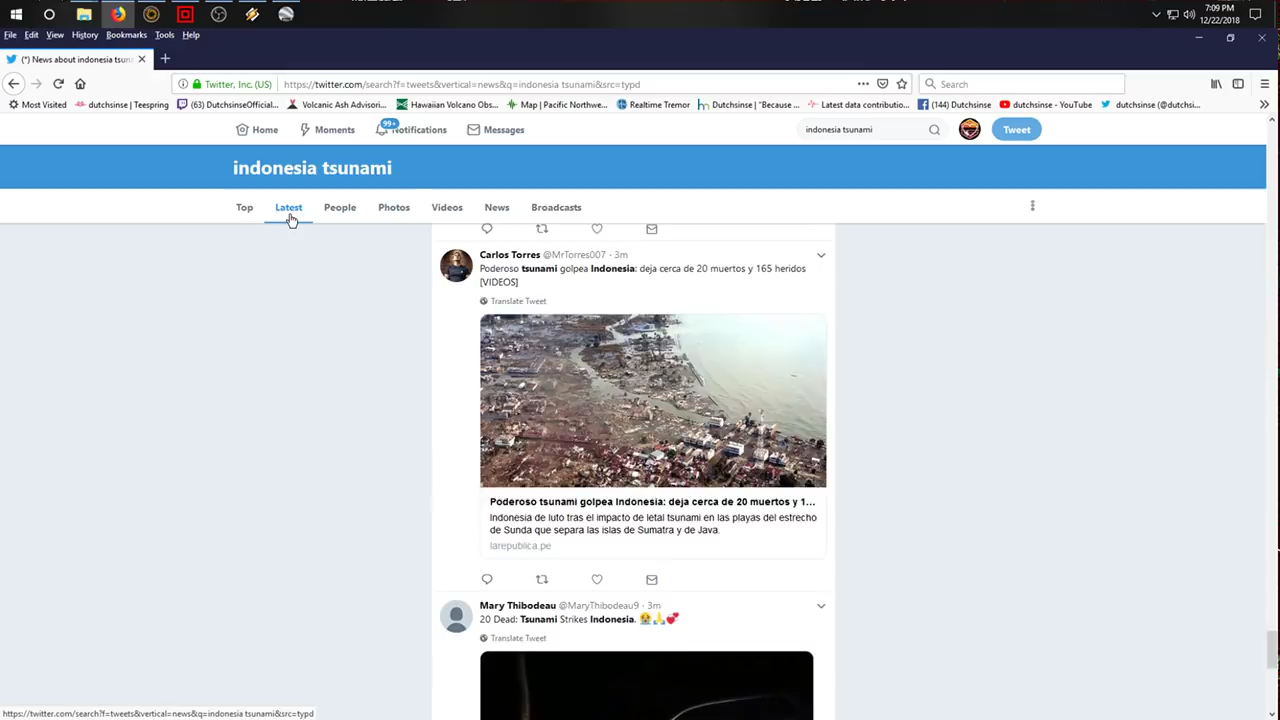 7:09 PM
12/22/2018
File Edit View History Bookmarks Tools Help
(*) News about indonesia tsun
Twitter, Inc. (US) https://twitter.com/search?f=tweets&vertical=news&q=indonesia tsunami&src=typd Search
Most Visited dutchsinse | Teespring (63) DutchsinseOfficial... Volcanic Ash Advisori... Hawaiian Volcano Obs... Map | Pacific Northwe... Realtime Tremor Dutchsinse | "Because ... Latest data contributio... (144) Dutchsinse dutchsinse - YouTube dutchsinse (@dutchsi...
Home Moments 99+ Notifications Messages indonesia tsunami Tweet
indonesia tsunami
Top Latest People Photos Videos News Broadcasts
Carlos Torres @MrTorres007 · 3m
Poderoso tsunami golpea Indonesia: deja cerca de 20 muertos y 165 heridos
[VIDEOS]
Translate Tweet
Poderoso tsunami golpea Indonesia: deja cerca de 20 muertos y 1...
Indonesia de luto tras el impacto de letal tsunami en las playas del estrecho
de Sunda que separa las islas de Sumatra y de Java.
larepublica.pe
Mary Thibodeau @MaryThibodeau9 · 3m
20 Dead: Tsunami Strikes Indonesia. 😭🙏💞
Translate Tweet
https://twitter.com/search?f=tweets&vertical=news&q=indonesia tsunami&src=typd